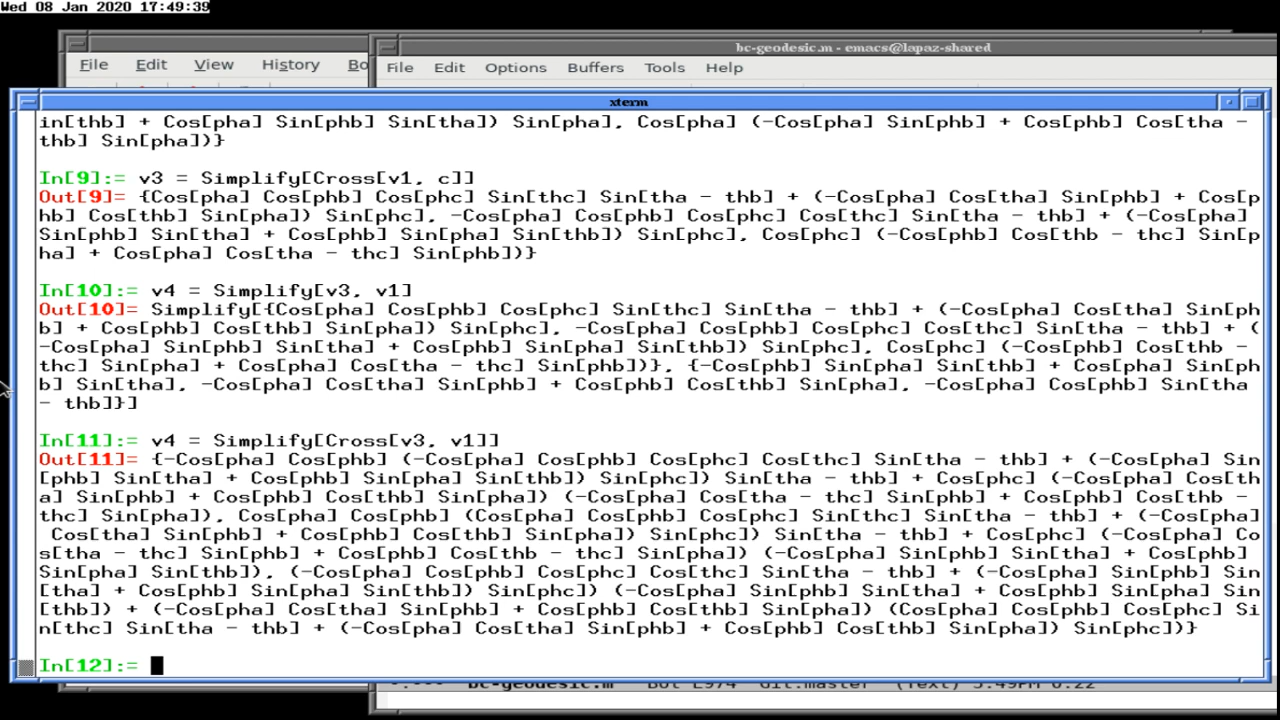 Wed 08 Jan 2020 17:49:39
bc-geodesic.m - emacs@lapaz-shared
File Edit View History Bo
File Edit Options Buffers Tools Help
xterm
in[thb] + Cos[pha] Sin[phb] Sin[tha]) Sin[pha], Cos[pha] (-Cos[pha] Sin[phb] + Cos[phb] Cos[tha -
thb] Sin[pha])}
In[9]:= v3 = Simplify[Cross[v1, c]]
Out[9]= {Cos[pha] Cos[phb] Cos[phc] Sin[thc] Sin[tha - thb] + (-Cos[pha] Cos[tha] Sin[phb] + Cos[p
hb] Cos[thb] Sin[pha]) Sin[phc], -Cos[pha] Cos[phb] Cos[phc] Cos[thc] Sin[tha - thb] + (-Cos[pha]
Sin[phb] Sin[tha] + Cos[phb] Sin[pha] Sin[thb]) Sin[phc], Cos[phc] (-Cos[phb] Cos[thb - thc] Sin[p
ha] + Cos[pha] Cos[tha - thc] Sin[phb])}
In[10]:= v4 = Simplify[v3, v1]
Out[10]= Simplify[{Cos[pha] Cos[phb] Cos[phc] Sin[thc] Sin[tha - thb] + (-Cos[pha] Cos[tha] Sin[ph
b] + Cos[phb] Cos[thb] Sin[pha]) Sin[phc], -Cos[pha] Cos[phb] Cos[phc] Cos[thc] Sin[tha - thb] + (
-Cos[pha] Sin[phb] Sin[tha] + Cos[phb] Sin[pha] Sin[thb]) Sin[phc], Cos[phc] (-Cos[phb] Cos[thb -
thc] Sin[pha] + Cos[pha] Cos[tha - thc] Sin[phb])}, {-Cos[phb] Sin[pha] Sin[thb] + Cos[pha] Sin[ph
b] Sin[tha], -Cos[pha] Cos[tha] Sin[phb] + Cos[phb] Cos[thb] Sin[pha], -Cos[pha] Cos[phb] Sin[tha
- thb]}]
In[11]:= v4 = Simplify[Cross[v3, v1]]
Out[11]= {-Cos[pha] Cos[phb] (-Cos[pha] Cos[phb] Cos[phc] Cos[thc] Sin[tha - thb] + (-Cos[pha] Sin
[phb] Sin[tha] + Cos[phb] Sin[pha] Sin[thb]) Sin[phc]) Sin[tha - thb] + Cos[phc] (-Cos[pha] Cos[th
a] Sin[phb] + Cos[phb] Cos[thb] Sin[pha]) (-Cos[pha] Cos[tha - thc] Sin[phb] + Cos[phb] Cos[thb -
thc] Sin[pha]), Cos[pha] Cos[phb] (Cos[pha] Cos[phb] Cos[phc] Sin[thc] Sin[tha - thb] + (-Cos[pha]
Cos[tha] Sin[phb] + Cos[phb] Cos[thb] Sin[pha]) Sin[phc]) Sin[tha - thb] + Cos[phc] (-Cos[pha] Co
s[tha - thc] Sin[phb] + Cos[phb] Cos[thb - thc] Sin[pha]) (-Cos[pha] Sin[phb] Sin[tha] + Cos[phb]
Sin[pha] Sin[thb]), (-Cos[pha] Cos[phb] Cos[phc] Cos[thc] Sin[tha - thb] + (-Cos[pha] Sin[phb] Sin
[tha] + Cos[phb] Sin[pha] Sin[thb]) Sin[phc]) (-Cos[pha] Sin[phb] Sin[tha] + Cos[phb] Sin[pha] Sin
[thb]) + (-Cos[pha] Cos[tha] Sin[phb] + Cos[phb] Cos[thb] Sin[pha]) (Cos[pha] Cos[phb] Cos[phc] Si
n[thc] Sin[tha - thb] + (-Cos[pha] Cos[tha] Sin[phb] + Cos[phb] Cos[thb] Sin[pha]) Sin[phc])}
In[12]:=
bc-geodesic.m Bot L974 Git:master (Text) 5:49PM 0.22